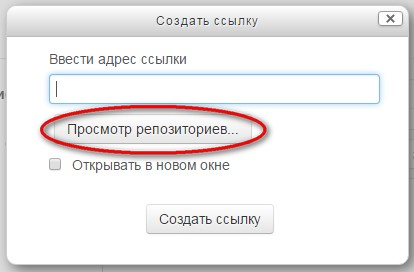 Создать ссылку
Ввести адрес ссылки
Просмотр репозиториев...
Открывать в новом окне
Создать ссылку